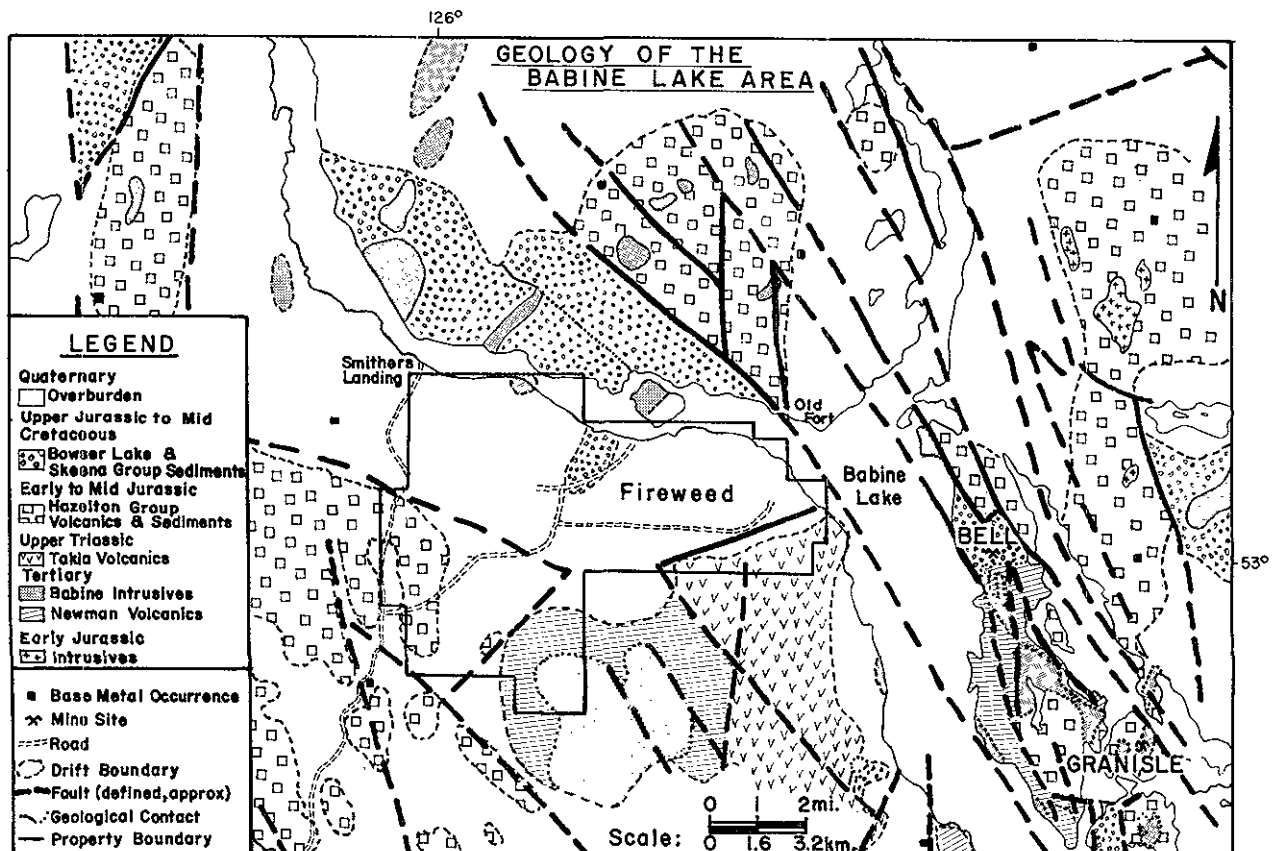 126°
GEOLOGY OF THE
BABINE LAKE AREA
N
Smithers
Landing
Old
Fort
Fireweed
Babine
Lake
BELL
53°
GRANISLE
LEGEND
Quaternary
Overburden
Upper Jurassic to Mid
Cretacoous
Bowser Lake &
Skeena Group Sediments
Early to Mid Jurassic
Hazelton Group
Volcanics & Sediments
Upper Triassic
Takla Volcanics
Tertiary
Babine Intrusives
Newman Volcanics
Early Jurassic
Intrusives
Base Metal Occurrence
Mine Site
Road
Drift Boundary
Fault (defined, approx)
Geological Contact
Property Boundary
0 1 2mi.
Scale: 0 1.6 3.2km.